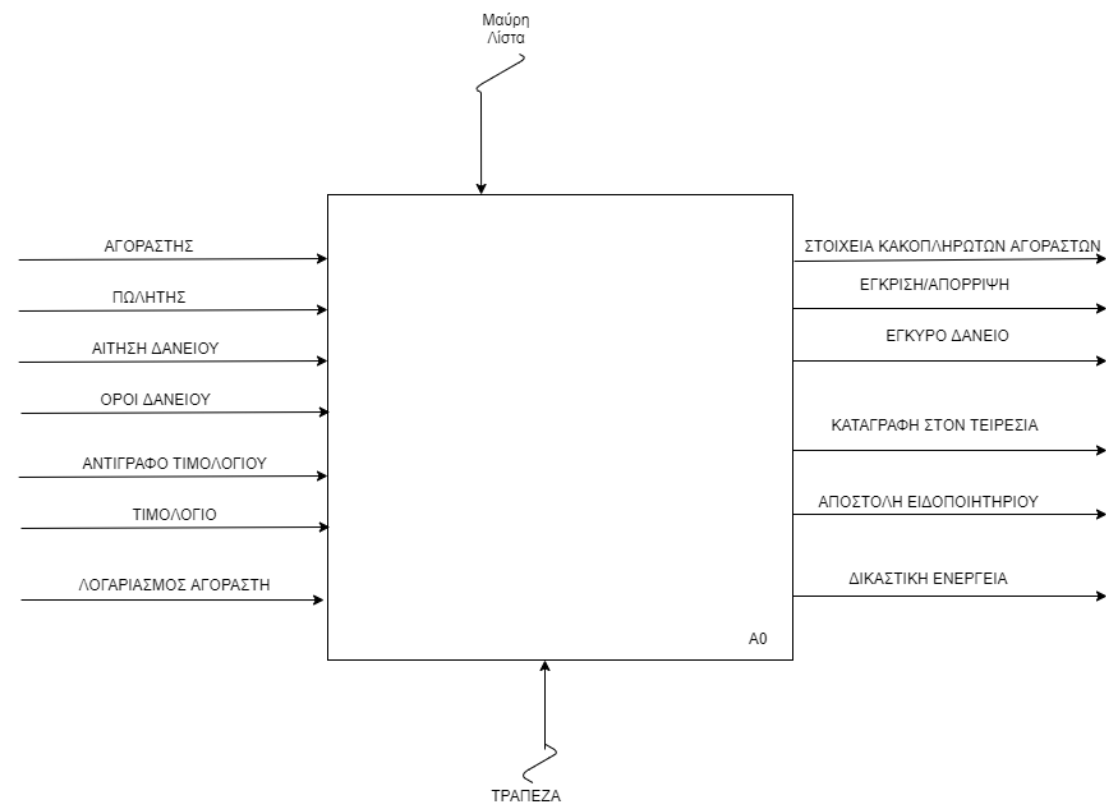 Μαύρη
Λίστα
ΑΓΟΡΑΣΤΗΣ
ΠΩΛΗΤΗΣ
ΑΙΤΗΣΗ ΔΑΝΕΙΟΥ
ΟΡΟΙ ΔΑΝΕΙΟΥ
ΑΝΤΙΓΡΑΦΟ ΤΙΜΟΛΟΓΙΟΥ
ΤΙΜΟΛΟΓΙΟ
ΛΟΓΑΡΙΑΣΜΟΣ ΑΓΟΡΑΣΤΗ
ΣΤΟΙΧΕΙΑ ΚΑΚΟΠΛΗΡΩΤΩΝ ΑΓΟΡΑΣΤΩΝ
ΕΓΚΡΙΣΗ/ΑΠΟΡΡΙΨΗ
ΕΓΚΥΡΟ ΔΑΝΕΙΟ
ΚΑΤΑΓΡΑΦΗ ΣΤΟΝ ΤΕΙΡΕΣΙΑ
ΑΠΟΣΤΟΛΗ ΕΙΔΟΠΟΙΗΤΗΡΙΟΥ
ΔΙΚΑΣΤΙΚΗ ΕΝΕΡΓΕΙΑ
A0
ΤΡΑΠΕΖΑ